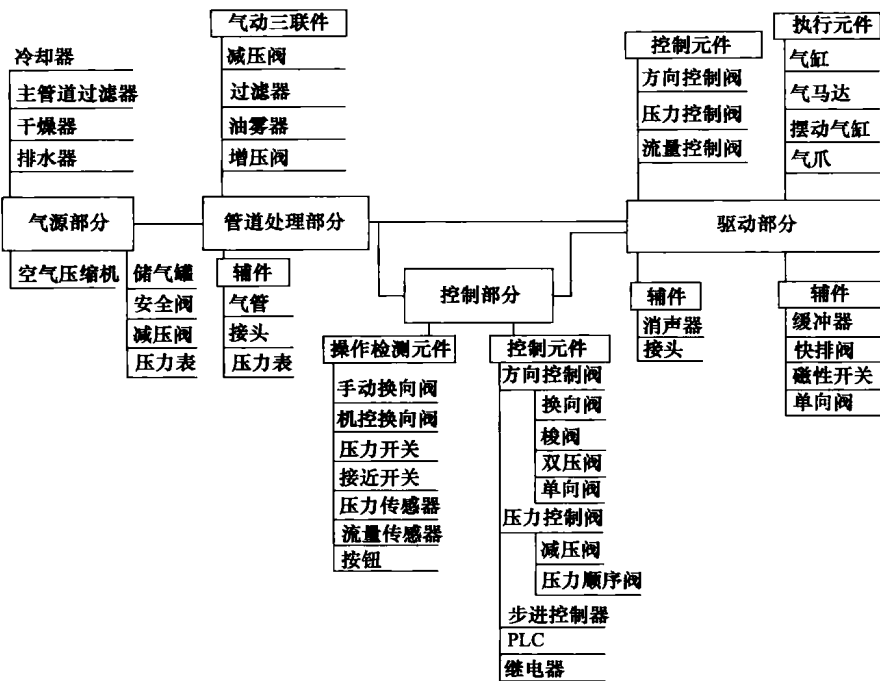 气动三联件
减压阀
过滤器
油雾器
增压阀
冷却器
主管道过滤器
干燥器
排水器
控制元件
方向控制阀
压力控制阀
流量控制阀
执行元件
气缸
气马达
摆动气缸
气爪
气源部分
管道处理部分
驱动部分
控制部分
空气压缩机
储气罐
安全阀
减压阀
压力表
辅件
气管
接头
压力表
辅件
消声器
接头
辅件
缓冲器
快排阀
磁性开关
单向阀
操作检测元件
手动换向阀
机控换向阀
压力开关
接近开关
压力传感器
流量传感器
按钮
控制元件
方向控制阀
换向阀
梭阀
双压阀
单向阀
压力控制阀
减压阀
压力顺序阀
步进控制器
PLC
继电器